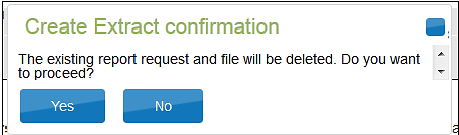 Create Extract confirmation
The existing report request and file will be deleted. Do you want
to proceed?
Yes
No